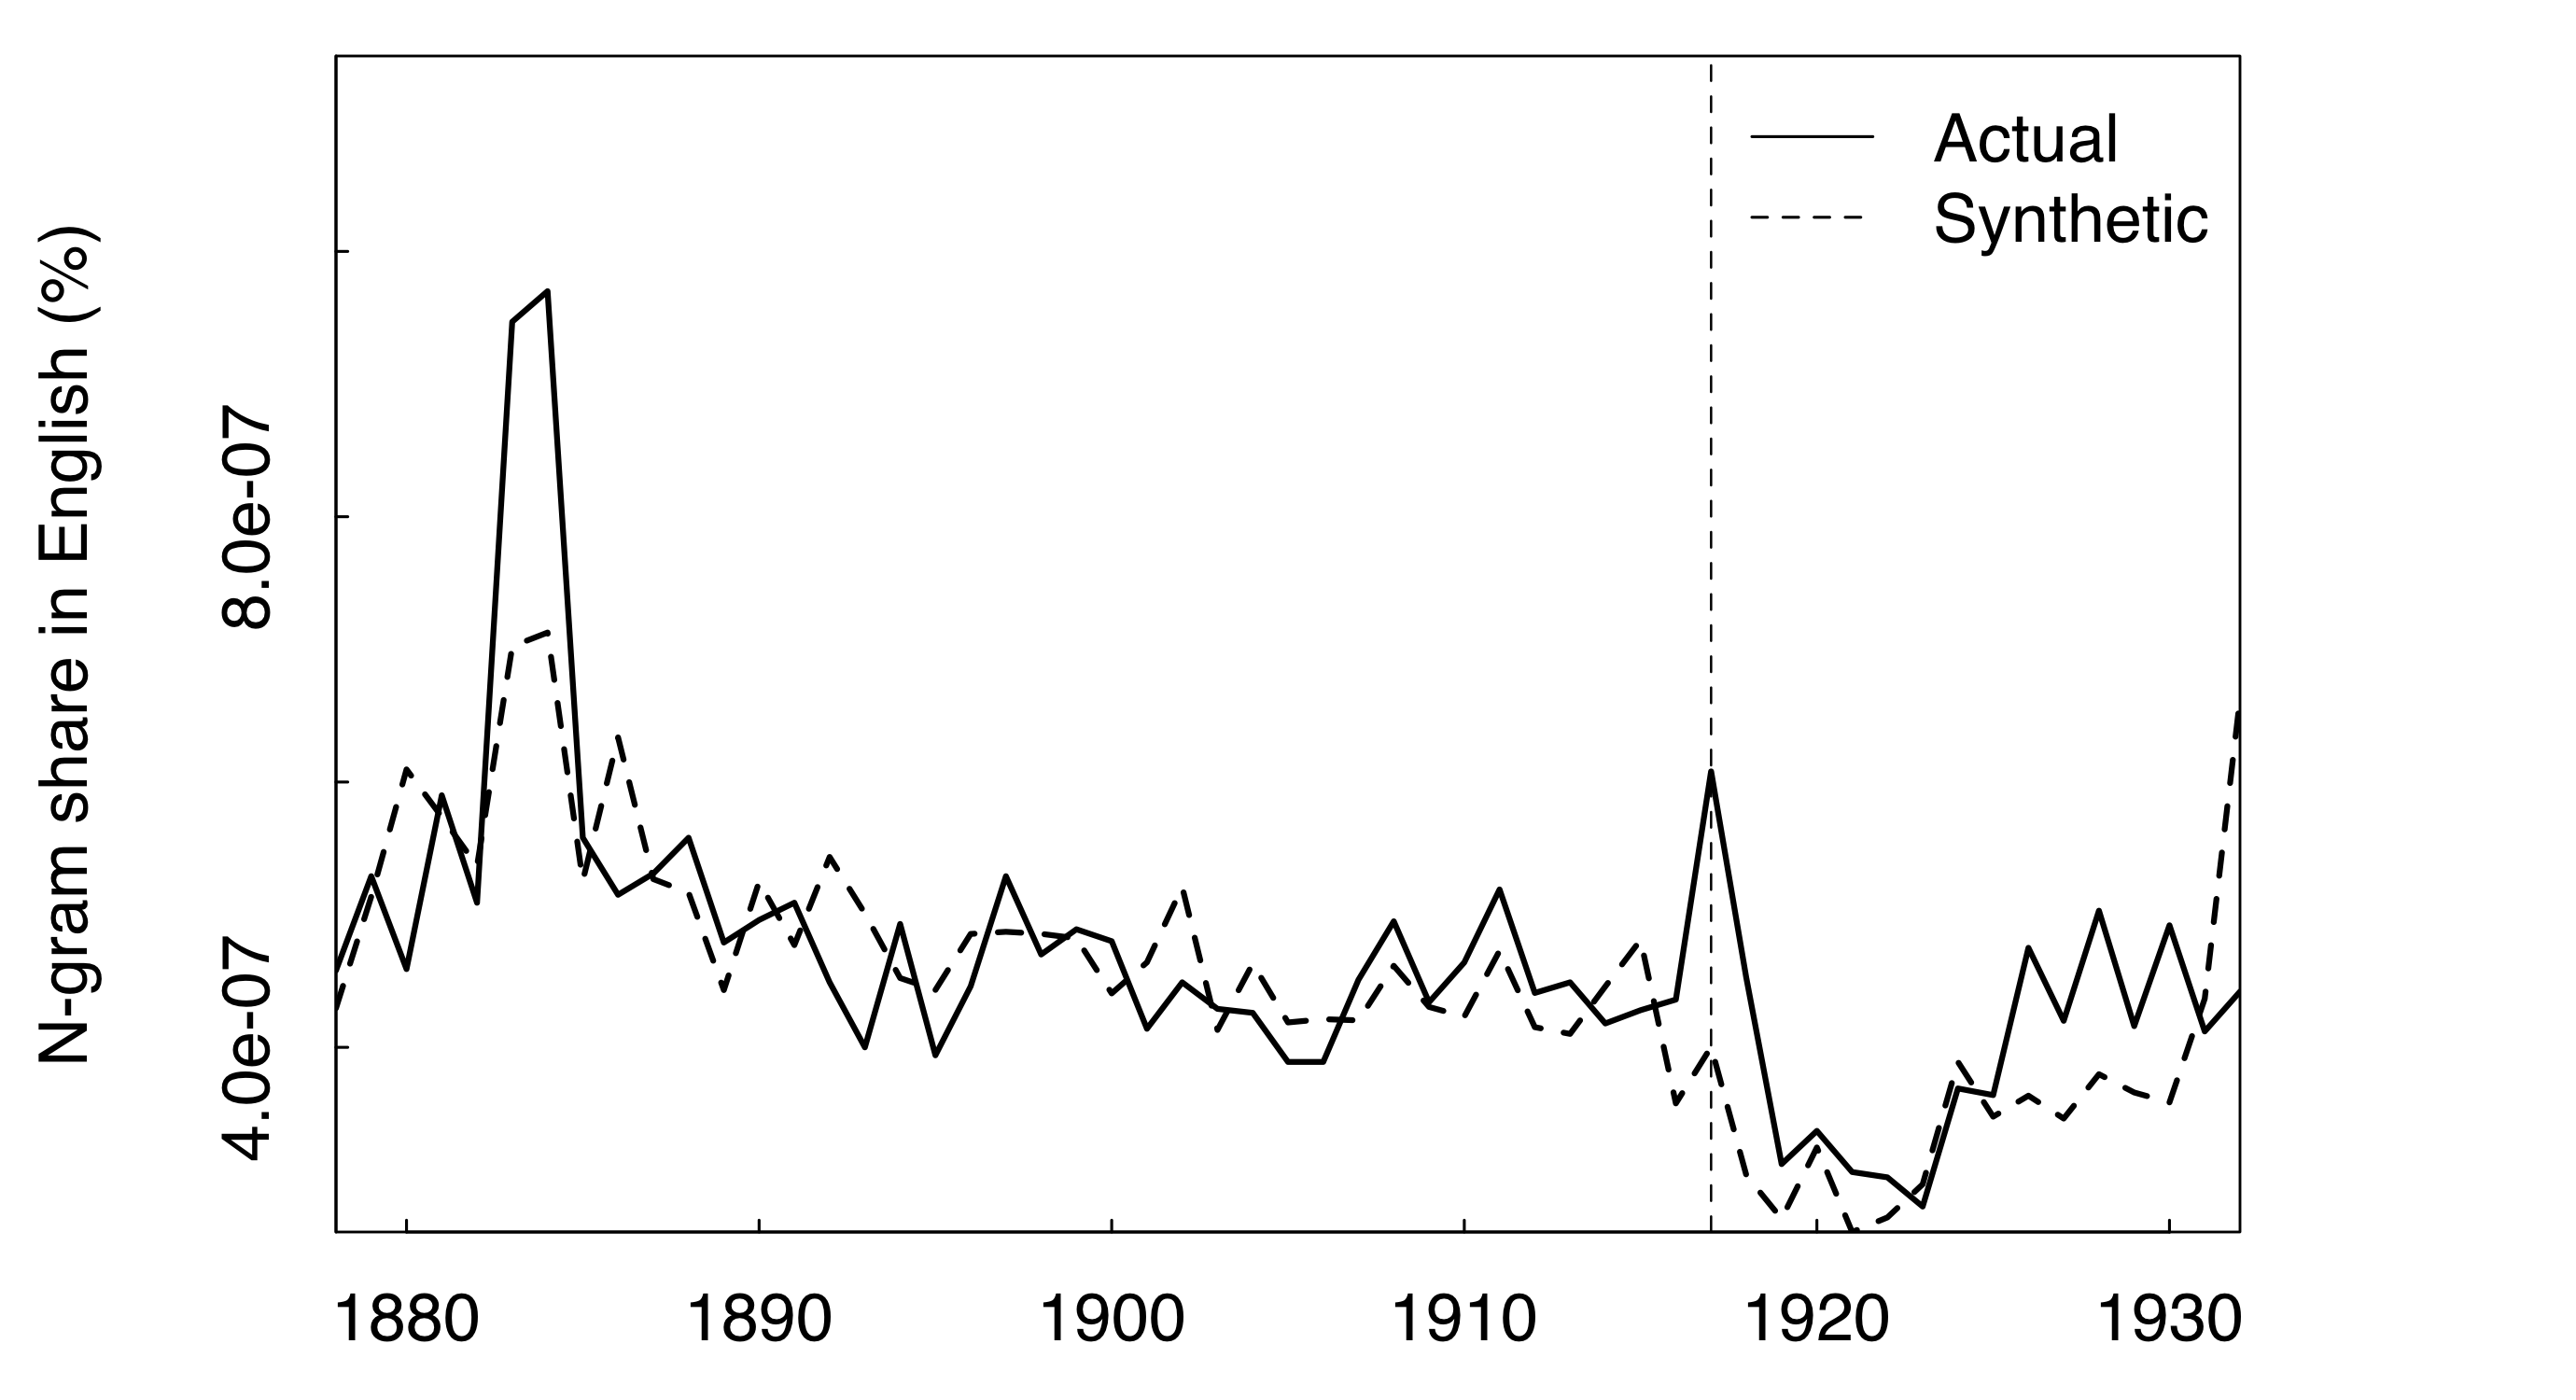 Actual
Synthetic
N-gram share in English (%)
8.0e-07
4.0e-07
1880 1890 1900 1910 1920 1930